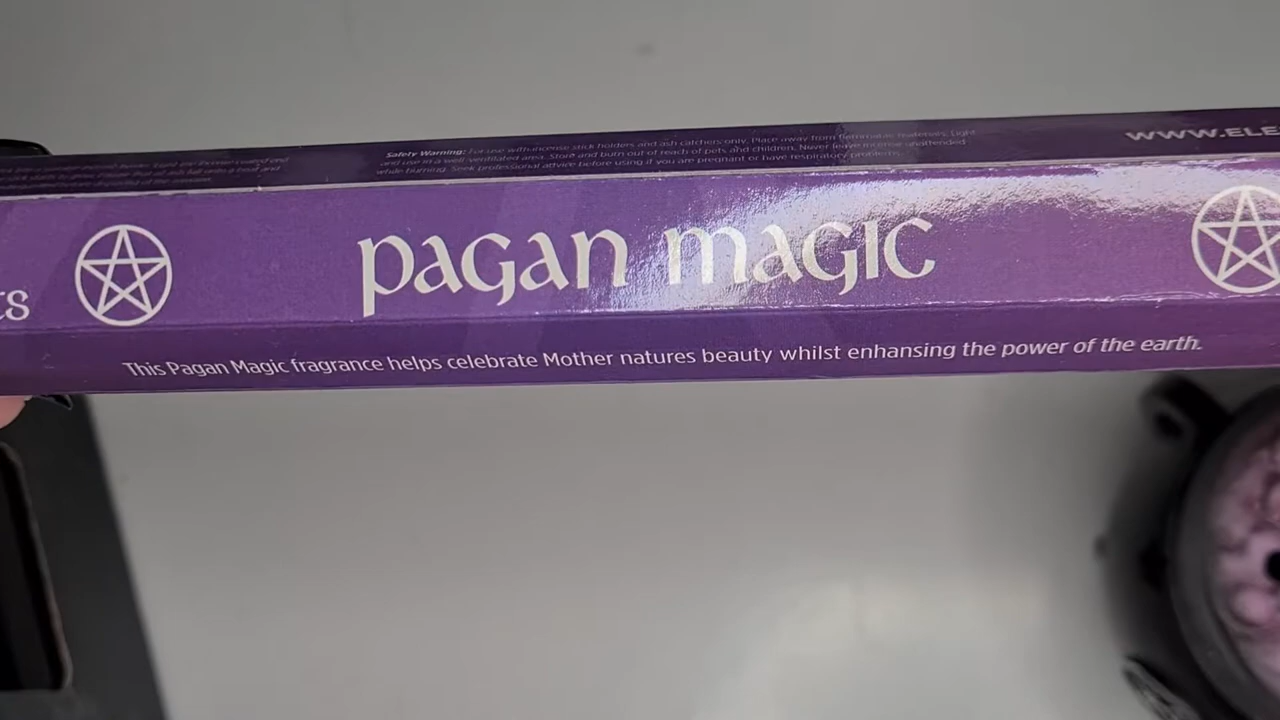 Safety Warning: For use with incense stick holders and ash catchers only. Place away from flammable materials. Light
and use in a well ventilated area. Store and burn out of reach of pets and children. Never leave incense unattended
while burning. Seek professional advice before using if you are pregnant or have respiratory problems.
WWW.ELE
ts
PAGAN MAGIC
This Pagan Magic fragrance helps celebrate Mother natures beauty whilst enhansing the power of the earth.